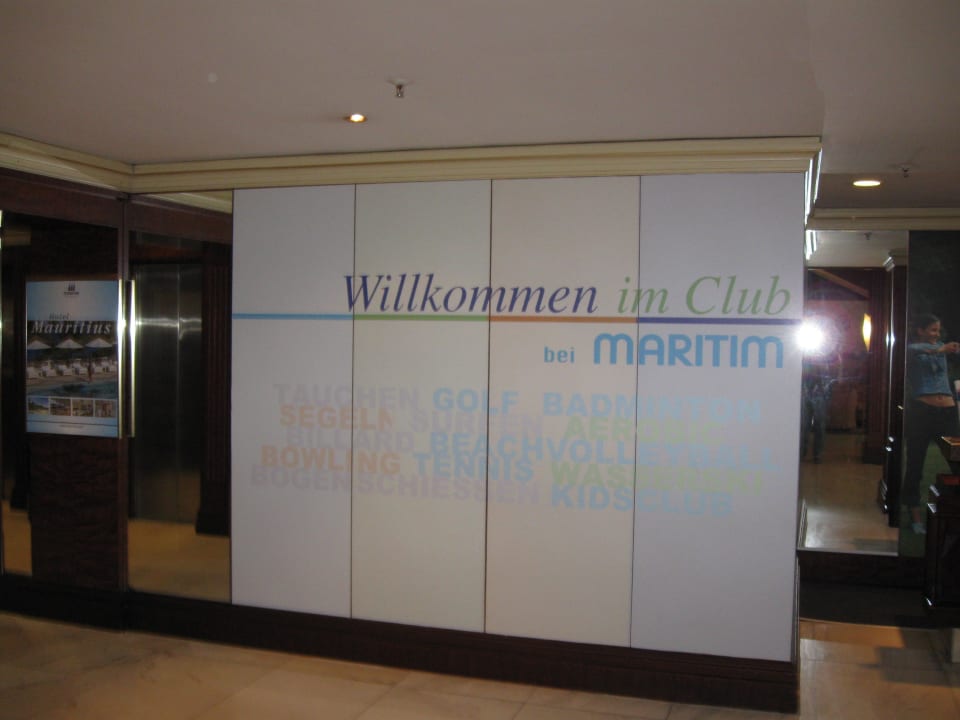 Hotel
Mauritius
Willkommen im Club
bei MARITIM
TAUCHEN GOLF BADMINTON
SEGELN SURFEN AEROBIC
BILLARD BEACHVOLLEYBALL
BOWLING TENNIS WASSERSKI
BOGENSCHIESSEN KIDSCLUB